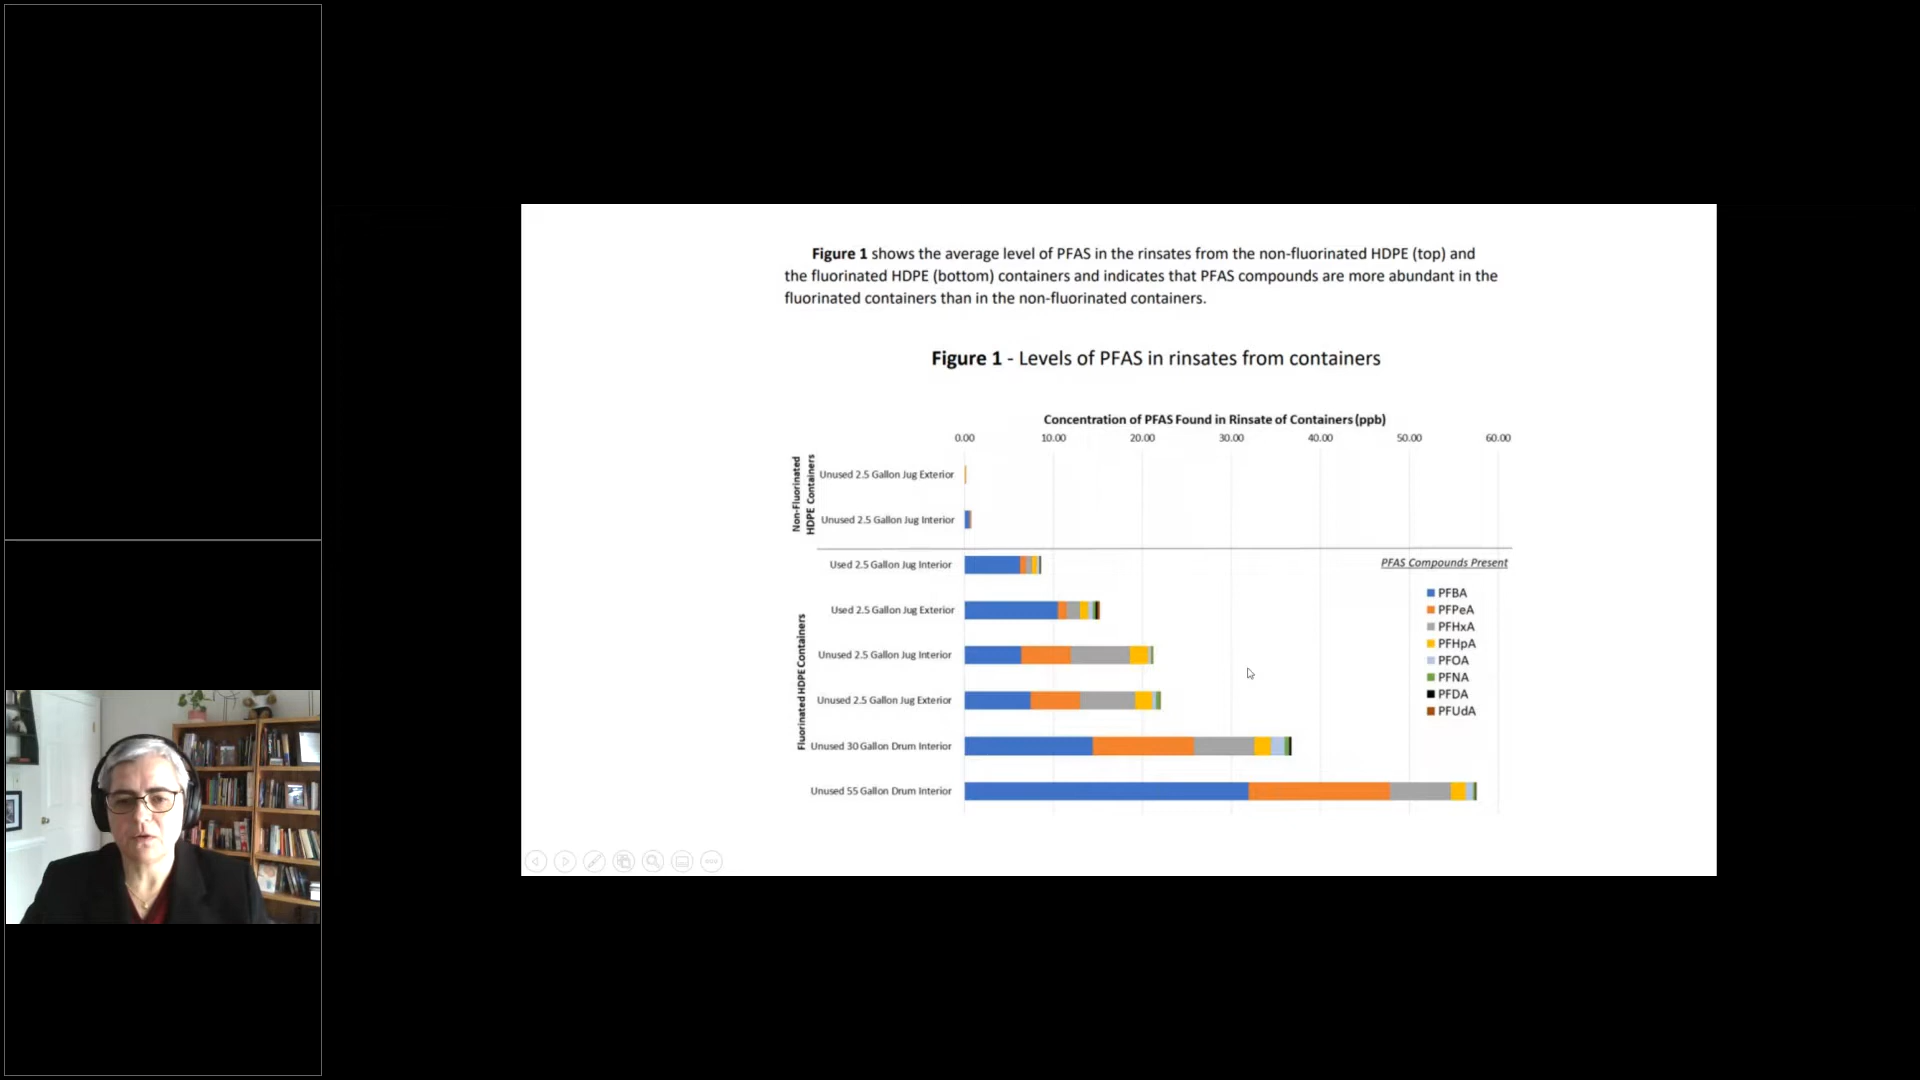 Figure 1 shows the average level of PFAS in the rinsates from the non-fluorinated HDPE (top) and
the fluorinated HDPE (bottom) containers and indicates that PFAS compounds are more abundant in the
fluorinated containers than in the non-fluorinated containers.
Figure 1 - Levels of PFAS in rinsates from containers
Concentration of PFAS Found in Rinsate of Containers (ppb)
0.00 10.00 20.00 30.00 40.00 50.00 60.00
Non-Fluorinated
HDPE Containers
Unused 2.5 Gallon Jug Exterior
Unused 2.5 Gallon Jug Interior
Fluorinated HDPE Containers
Used 2.5 Gallon Jug Interior
Used 2.5 Gallon Jug Exterior
Unused 2.5 Gallon Jug Interior
Unused 2.5 Gallon Jug Exterior
Unused 30 Gallon Drum Interior
Unused 55 Gallon Drum Interior
PFAS Compounds Present
PFBA
PFPeA
PFHxA
PFHpA
PFOA
PFNA
PFDA
PFUdA